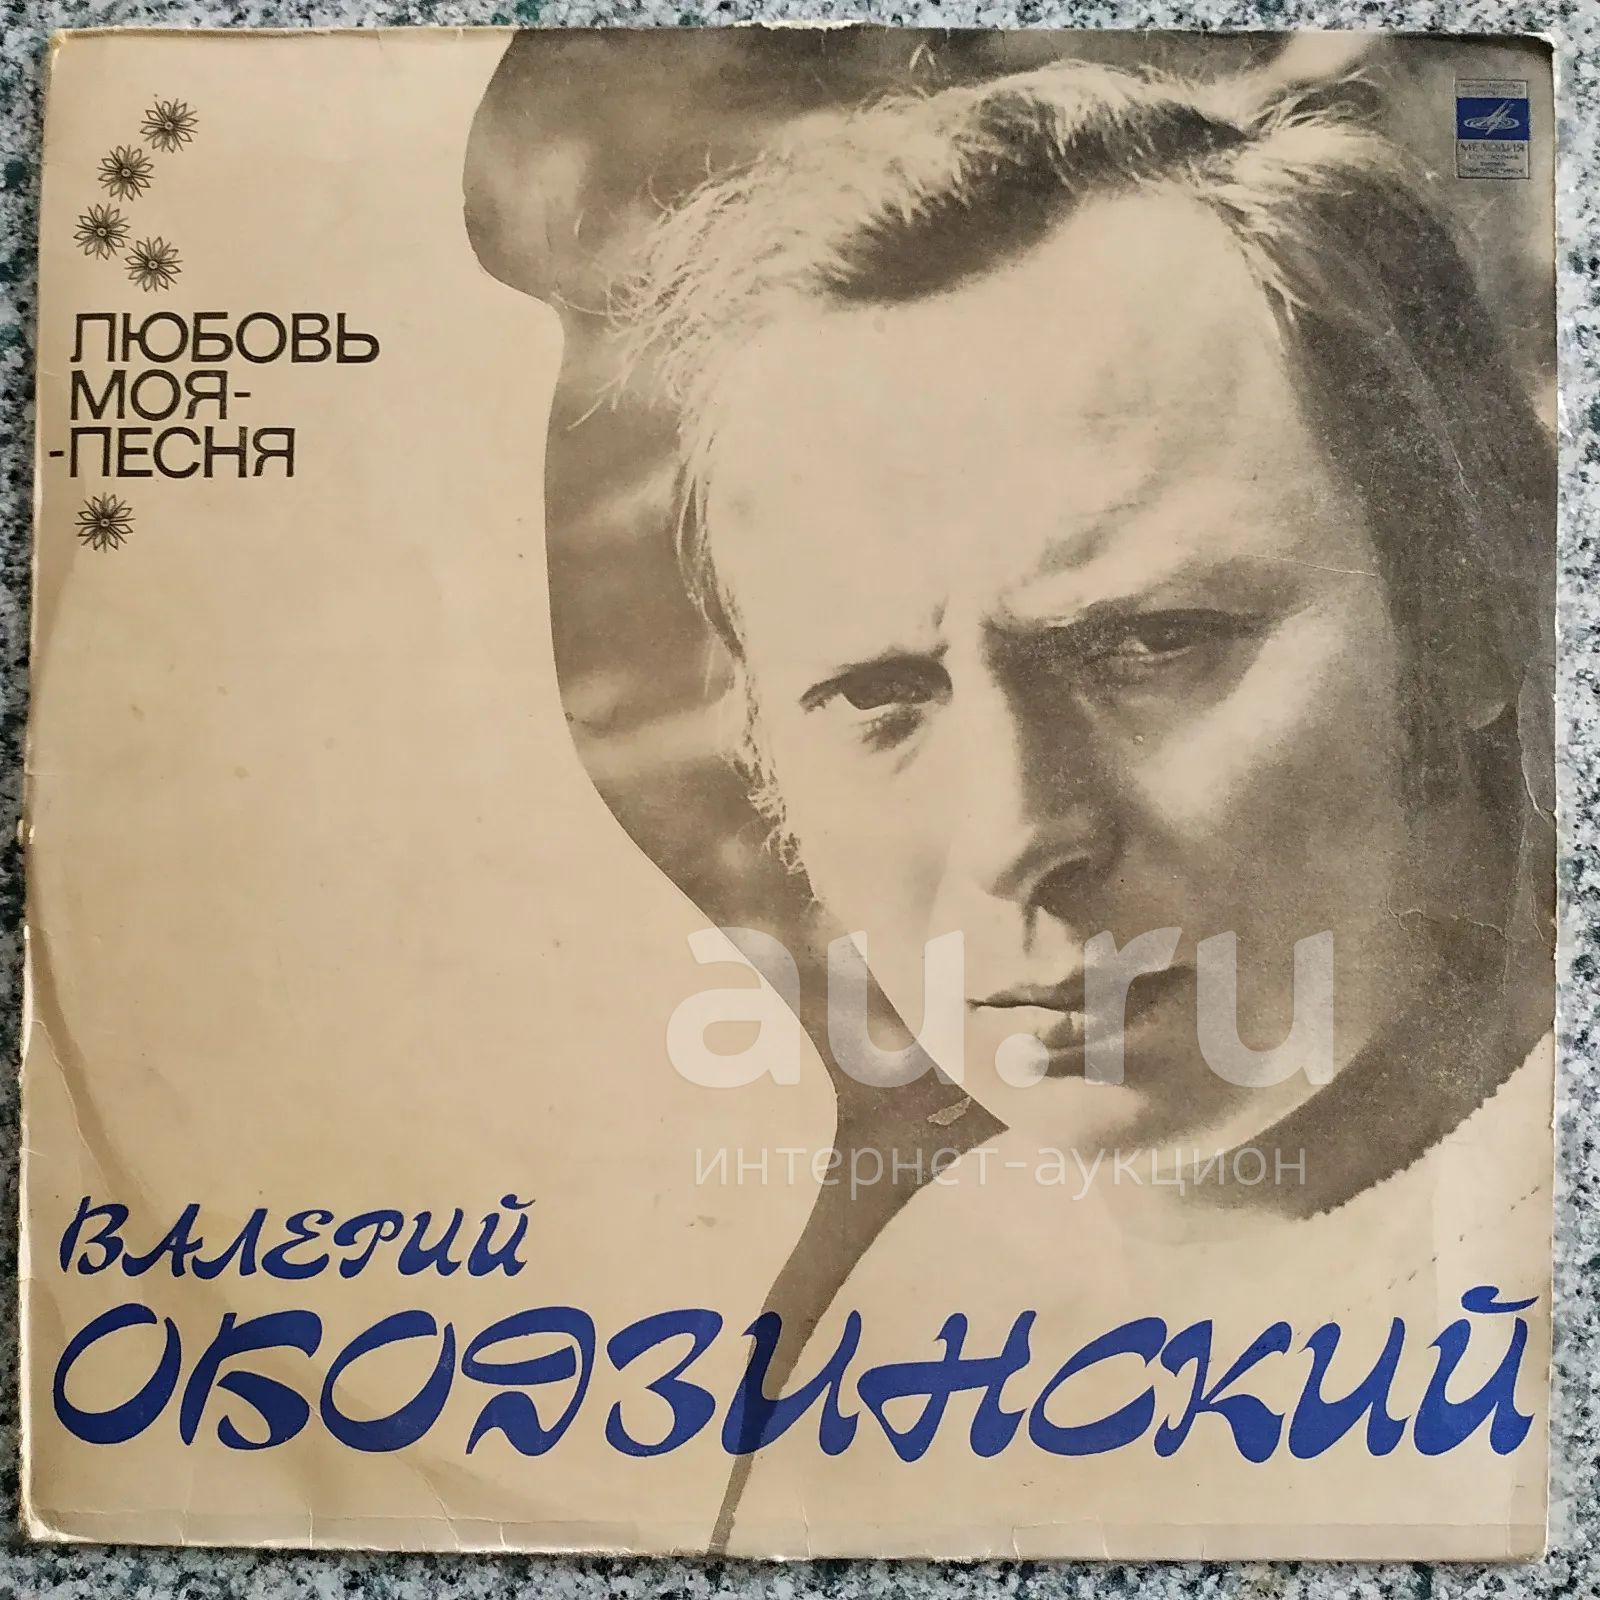 МЕЛОДИЯ
ЛЮБОВЬ
МОЯ-
-ПЕСНЯ
au.ru
интернет-аукцион
ВАЛЕРИЙ
ОБОДЗИНСКИЙ